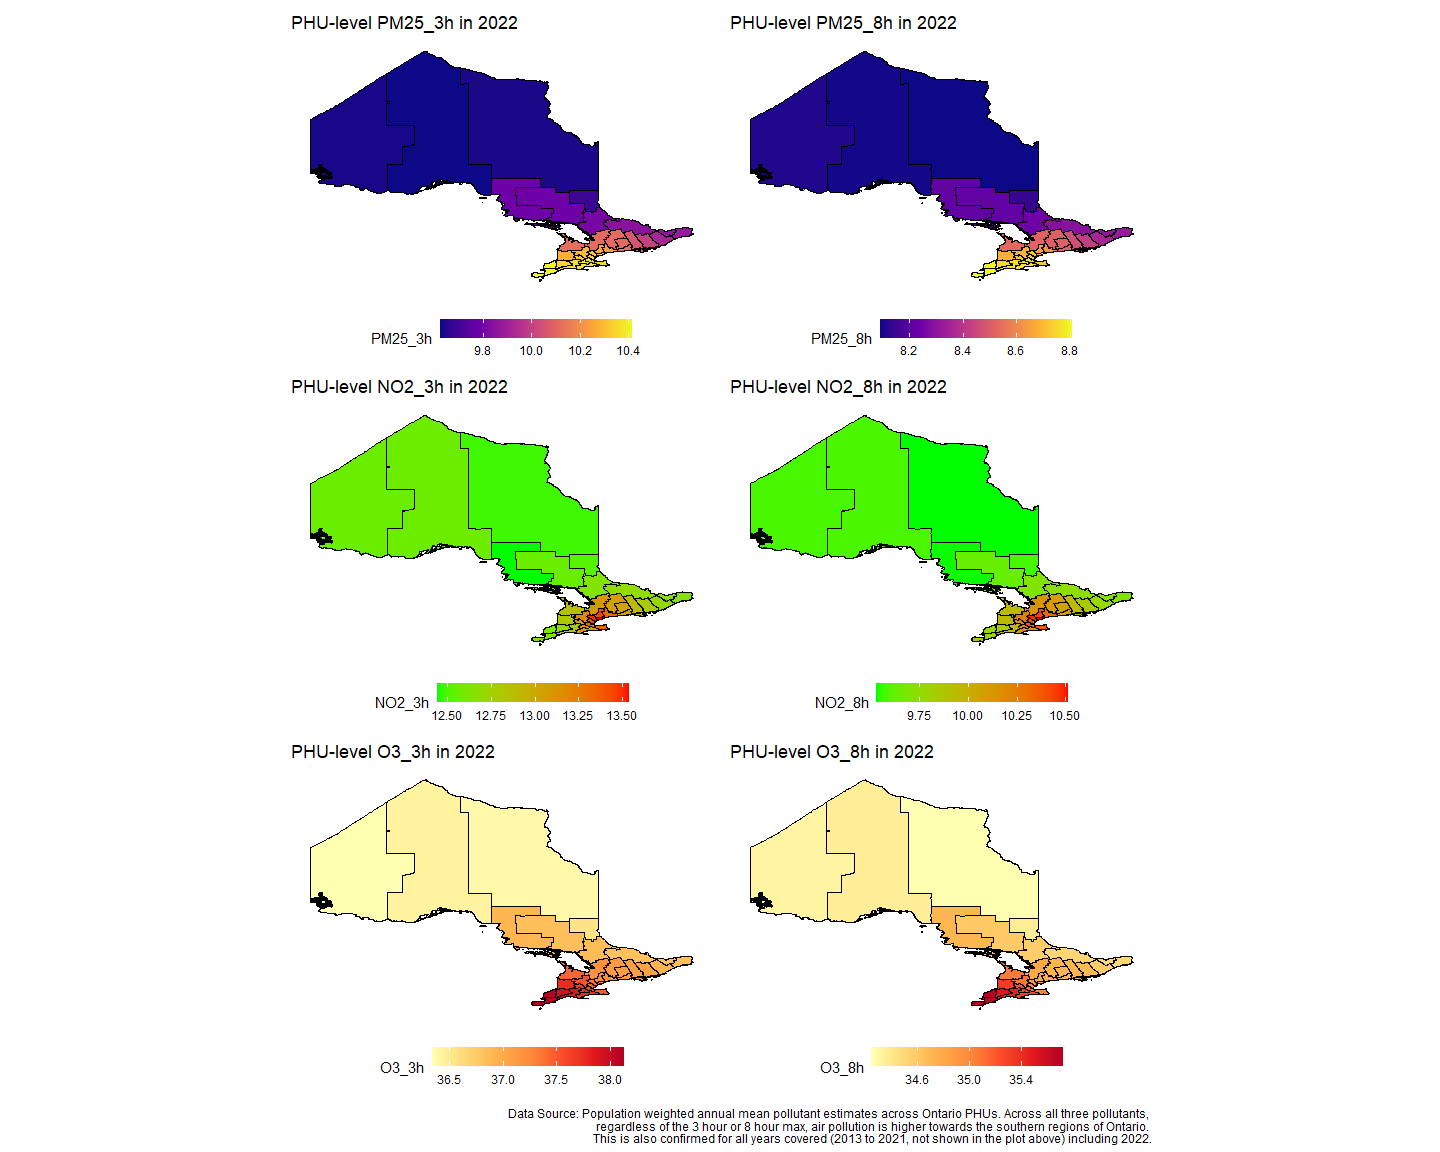 PHU-level PM25_3h in 2022
PHU-level PM25_8h in 2022
PM25_3h
9.8 10.0 10.2 10.4
PM25_8h
8.2 8.4 8.6 8.8
PHU-level NO2_3h in 2022
PHU-level NO2_8h in 2022
NO2_3h
12.50 12.75 13.00 13.25 13.50
NO2_8h
9.75 10.00 10.25 10.50
PHU-level O3_3h in 2022
PHU-level O3_8h in 2022
O3_3h
36.5 37.0 37.5 38.0
O3_8h
34.6 35.0 35.4
Data Source: Population weighted annual mean pollutant estimates across Ontario PHUs. Across all three pollutants,
regardless of the 3 hour or 8 hour max, air pollution is higher towards the southern regions of Ontario.
This is also confirmed for all years covered (2013 to 2021, not shown in the plot above) including 2022.